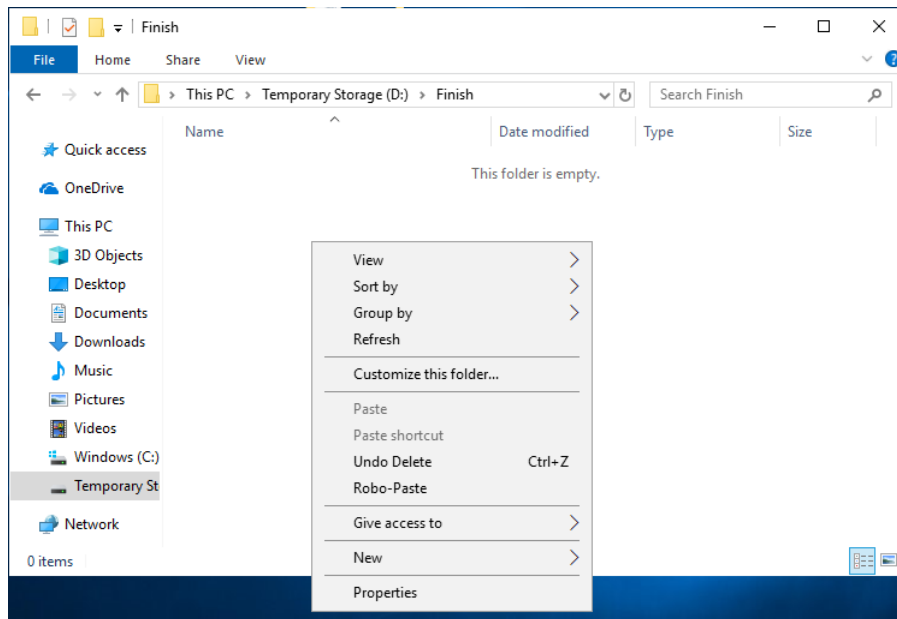 Finish
File Home Share View
This PC > Temporary Storage (D:) > Finish
Search Finish
Name Date modified Type Size
This folder is empty.
Quick access
OneDrive
This PC
3D Objects
Desktop
Documents
Downloads
Music
Pictures
Videos
Windows (C:)
Temporary St
Network
0 items
View
Sort by
Group by
Refresh
Customize this folder...
Paste
Paste shortcut
Undo Delete Ctrl+Z
Robo-Paste
Give access to
New
Properties